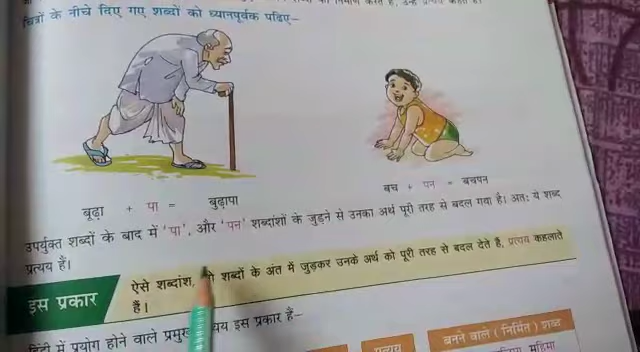 चित्रों के नीचे दिए गए शब्दों को ध्यानपूर्वक पढ़िए–
बूढ़ा + पा = बुढ़ापा
बच + पन = बचपन
उपर्युक्त शब्दों के बाद में 'पा', और 'पन' शब्दांशों के जुड़ने से उनका अर्थ पूरी तरह से बदल गया है। अतः ये शब्द
प्रत्यय हैं।
इस प्रकार
ऐसे शब्दांश, शब्दों के अंत में जुड़कर उनके अर्थ को पूरी तरह से बदल देते हैं, प्रत्यय कहलाते
हैं।
हिंदी में प्रयोग होने वाले प्रमुख इस प्रकार हैं–
प्रत्यय
बनने वाले (निर्मित) शब्द
महिमा